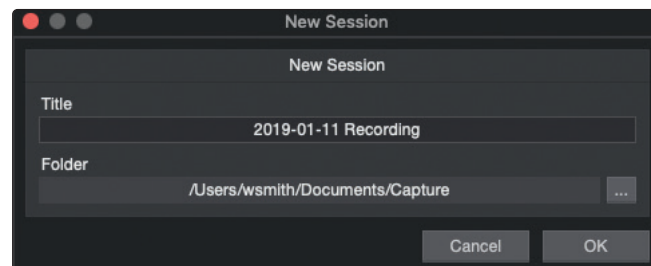 New Session
New Session
Title
2019-01-11 Recording
Folder
/Users/wsmith/Documents/Capture
...
Cancel
OK